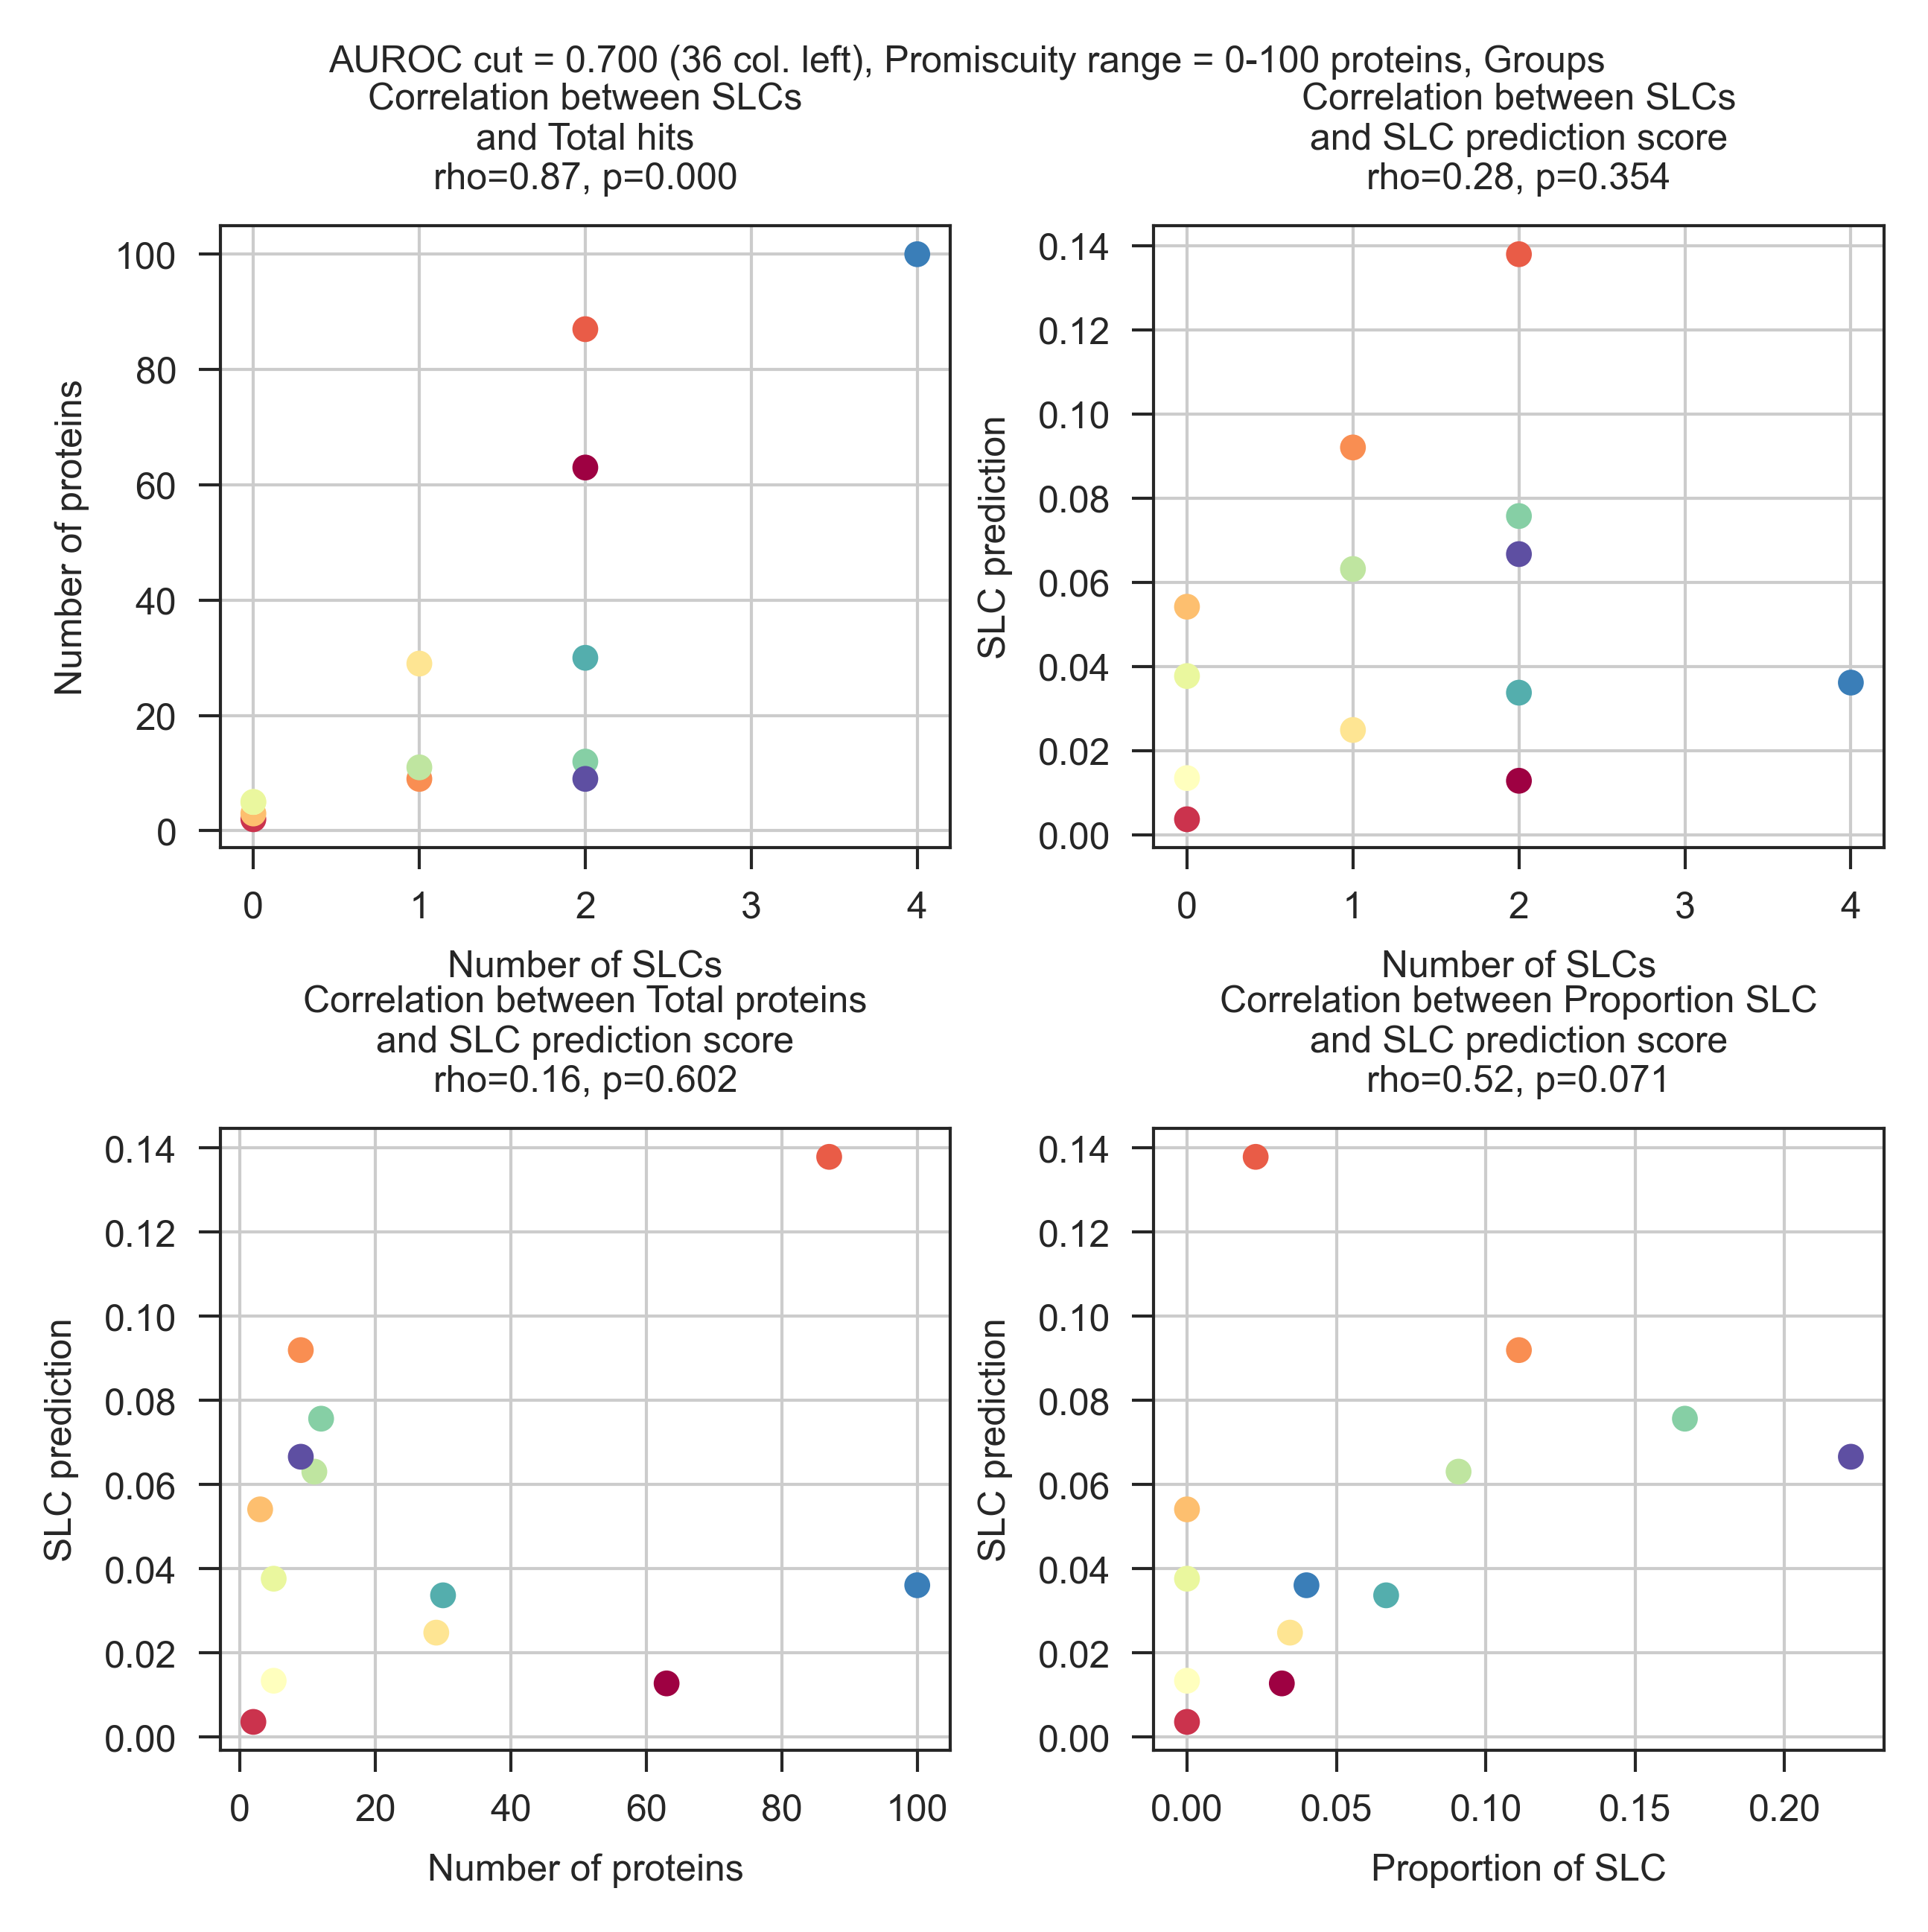 AUROC cut = 0.700 (36 col. left), Promiscuity range = 0-100 proteins, Groups
Correlation between SLCs
and Total hits
rho=0.87, p=0.000
100
80
60
40
20
0
Number of proteins
0 1 2 3 4
Number of SLCs
Correlation between SLCs
and SLC prediction score
rho=0.28, p=0.354
0.14
0.12
0.10
0.08
0.06
0.04
0.02
0.00
SLC prediction
0 1 2 3 4
Number of SLCs
Correlation between Total proteins
and SLC prediction score
rho=0.16, p=0.602
0.14
0.12
0.10
0.08
0.06
0.04
0.02
0.00
SLC prediction
0 20 40 60 80 100
Number of proteins
Correlation between Proportion SLC
and SLC prediction score
rho=0.52, p=0.071
0.14
0.12
0.10
0.08
0.06
0.04
0.02
0.00
SLC prediction
0.00 0.05 0.10 0.15 0.20
Proportion of SLC